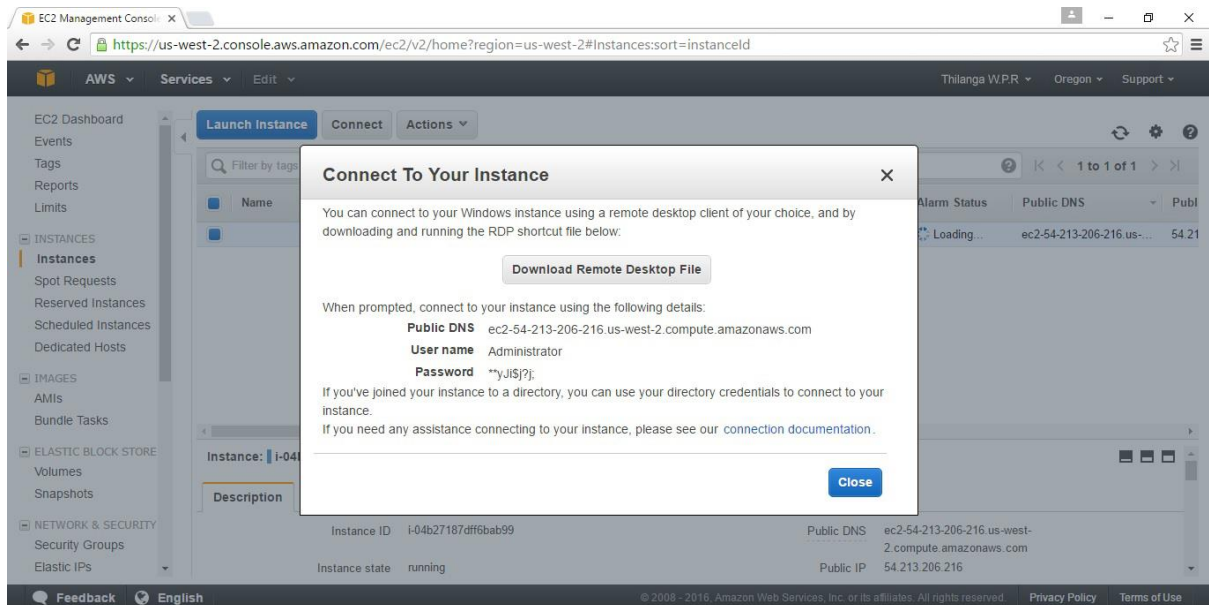 EC2 Management Consol
https://us-west-2.console.aws.amazon.com/ec2/v2/home?region=us-west-2#Instances:sort=instanceId
AWS Services Edit Thilanga W.P.R Oregon Support
EC2 Dashboard
Events
Tags
Reports
Limits
INSTANCES
Instances
Spot Requests
Reserved Instances
Scheduled Instances
Dedicated Hosts
IMAGES
AMIs
Bundle Tasks
ELASTIC BLOCK STORE
Volumes
Snapshots
NETWORK & SECURITY
Security Groups
Elastic IPs
Launch Instance Connect Actions
Filter by tags 1 to 1 of 1
Name Alarm Status Public DNS Publ
Loading... ec2-54-213-206-216.us-... 54.21
Connect To Your Instance
You can connect to your Windows instance using a remote desktop client of your choice, and by
downloading and running the RDP shortcut file below:
Download Remote Desktop File
When prompted, connect to your instance using the following details:
Public DNS ec2-54-213-206-216.us-west-2.compute.amazonaws.com
User name Administrator
Password **yJi$j?j;
If you've joined your instance to a directory, you can use your directory credentials to connect to your
instance.
If you need any assistance connecting to your instance, please see our connection documentation.
Close
Instance: i-04
Description
Instance ID i-04b27187dff6bab99 Public DNS ec2-54-213-206-216.us-west-
2.compute.amazonaws.com
Instance state running Public IP 54.213.206.216
Feedback English © 2008 - 2016, Amazon Web Services, Inc. or its affiliates. All rights reserved. Privacy Policy Terms of Use